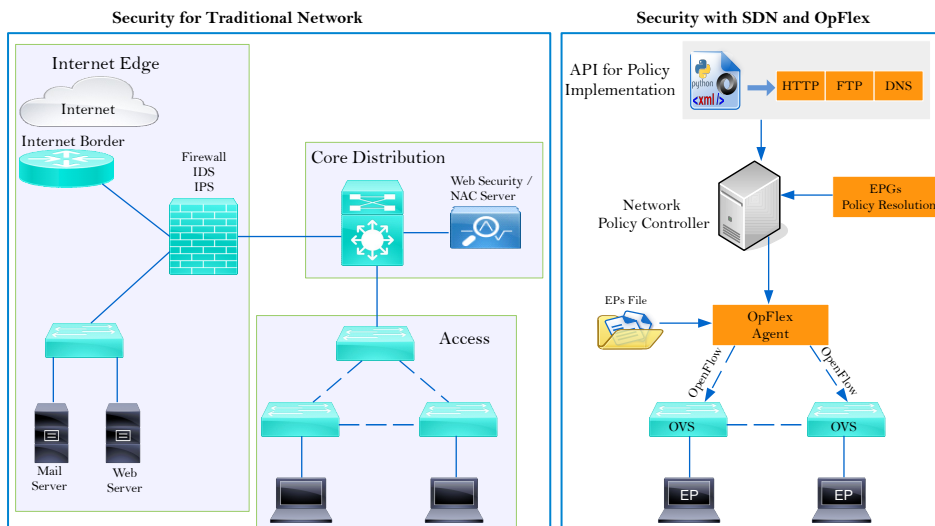 Security for Traditional Network
Internet Edge
Internet
Internet Border
Firewall
IDS
IPS
Core Distribution
Web Security /
NAC Server
Access
Mail
Server
Web
Server
Security with SDN and OpFlex
API for Policy
Implementation
python
<xml/>
HTTP
FTP
DNS
Network
Policy Controller
EPGs
Policy Resolution
EPs File
OpFlex
Agent
OpenFlow
OpenFlow
OVS
OVS
EP
EP